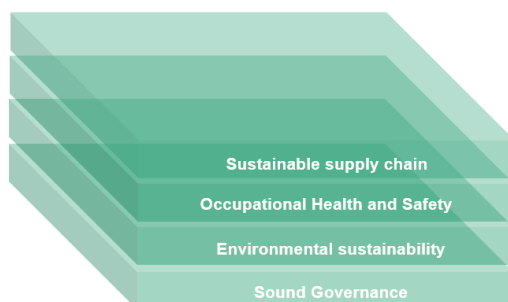 Sustainable supply chain
Occupational Health and Safety
Environmental sustainability
Sound Governance